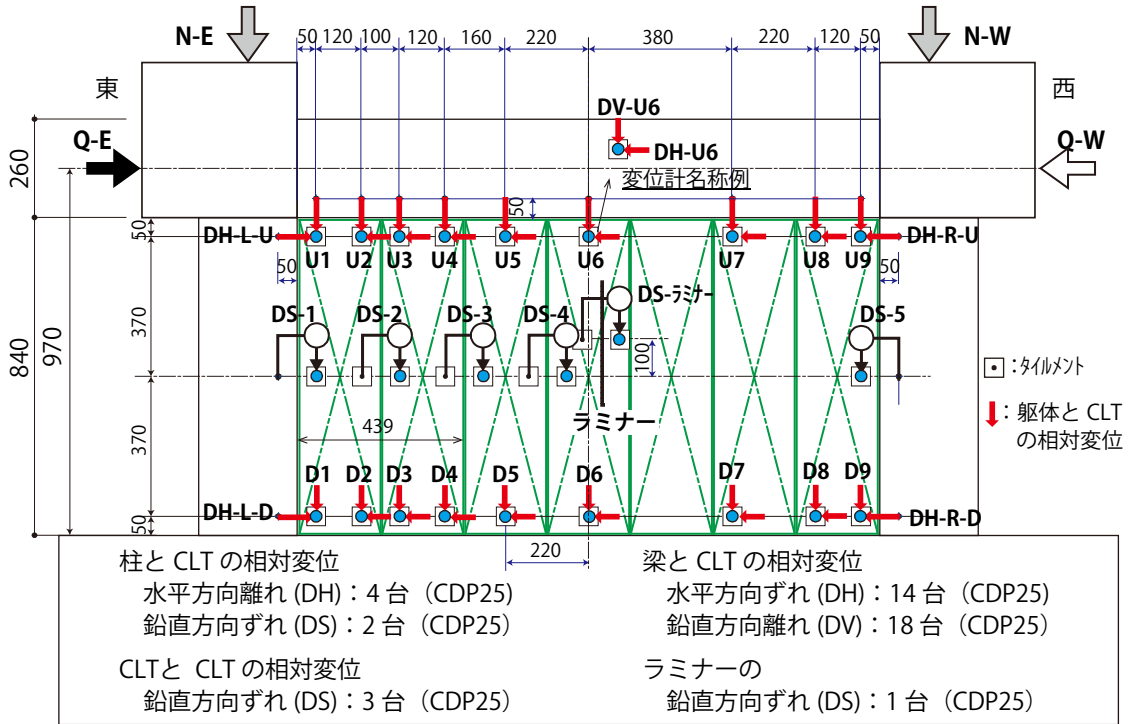 N-E
N-W
50 120 100 120 160 220 380 220 120 50
東
西
DV-U6
DH-U6
Q-E
Q-W
変位計名称例
260
50
50
DH-L-U
DH-R-U
U1 U2 U3 U4 U5 U6 U7 U8 U9
50
50
DS-1 DS-2 DS-3 DS-4 DS-ラミナー DS-5
370
100
840
970
ラミナー
439
370
D1 D2 D3 D4 D5 D6 D7 D8 D9
DH-L-D
DH-R-D
50
220
:タイルメント
:躯体と CLT
の相対変位
柱と CLT の相対変位
水平方向離れ (DH):4 台(CDP25)
鉛直方向ずれ (DS):2 台(CDP25)
CLTと CLT の相対変位
鉛直方向ずれ (DS):3 台(CDP25)
梁と CLT の相対変位
水平方向ずれ (DH):14 台(CDP25)
鉛直方向離れ (DV):18 台(CDP25)
ラミナーの
鉛直方向ずれ (DS):1 台(CDP25)